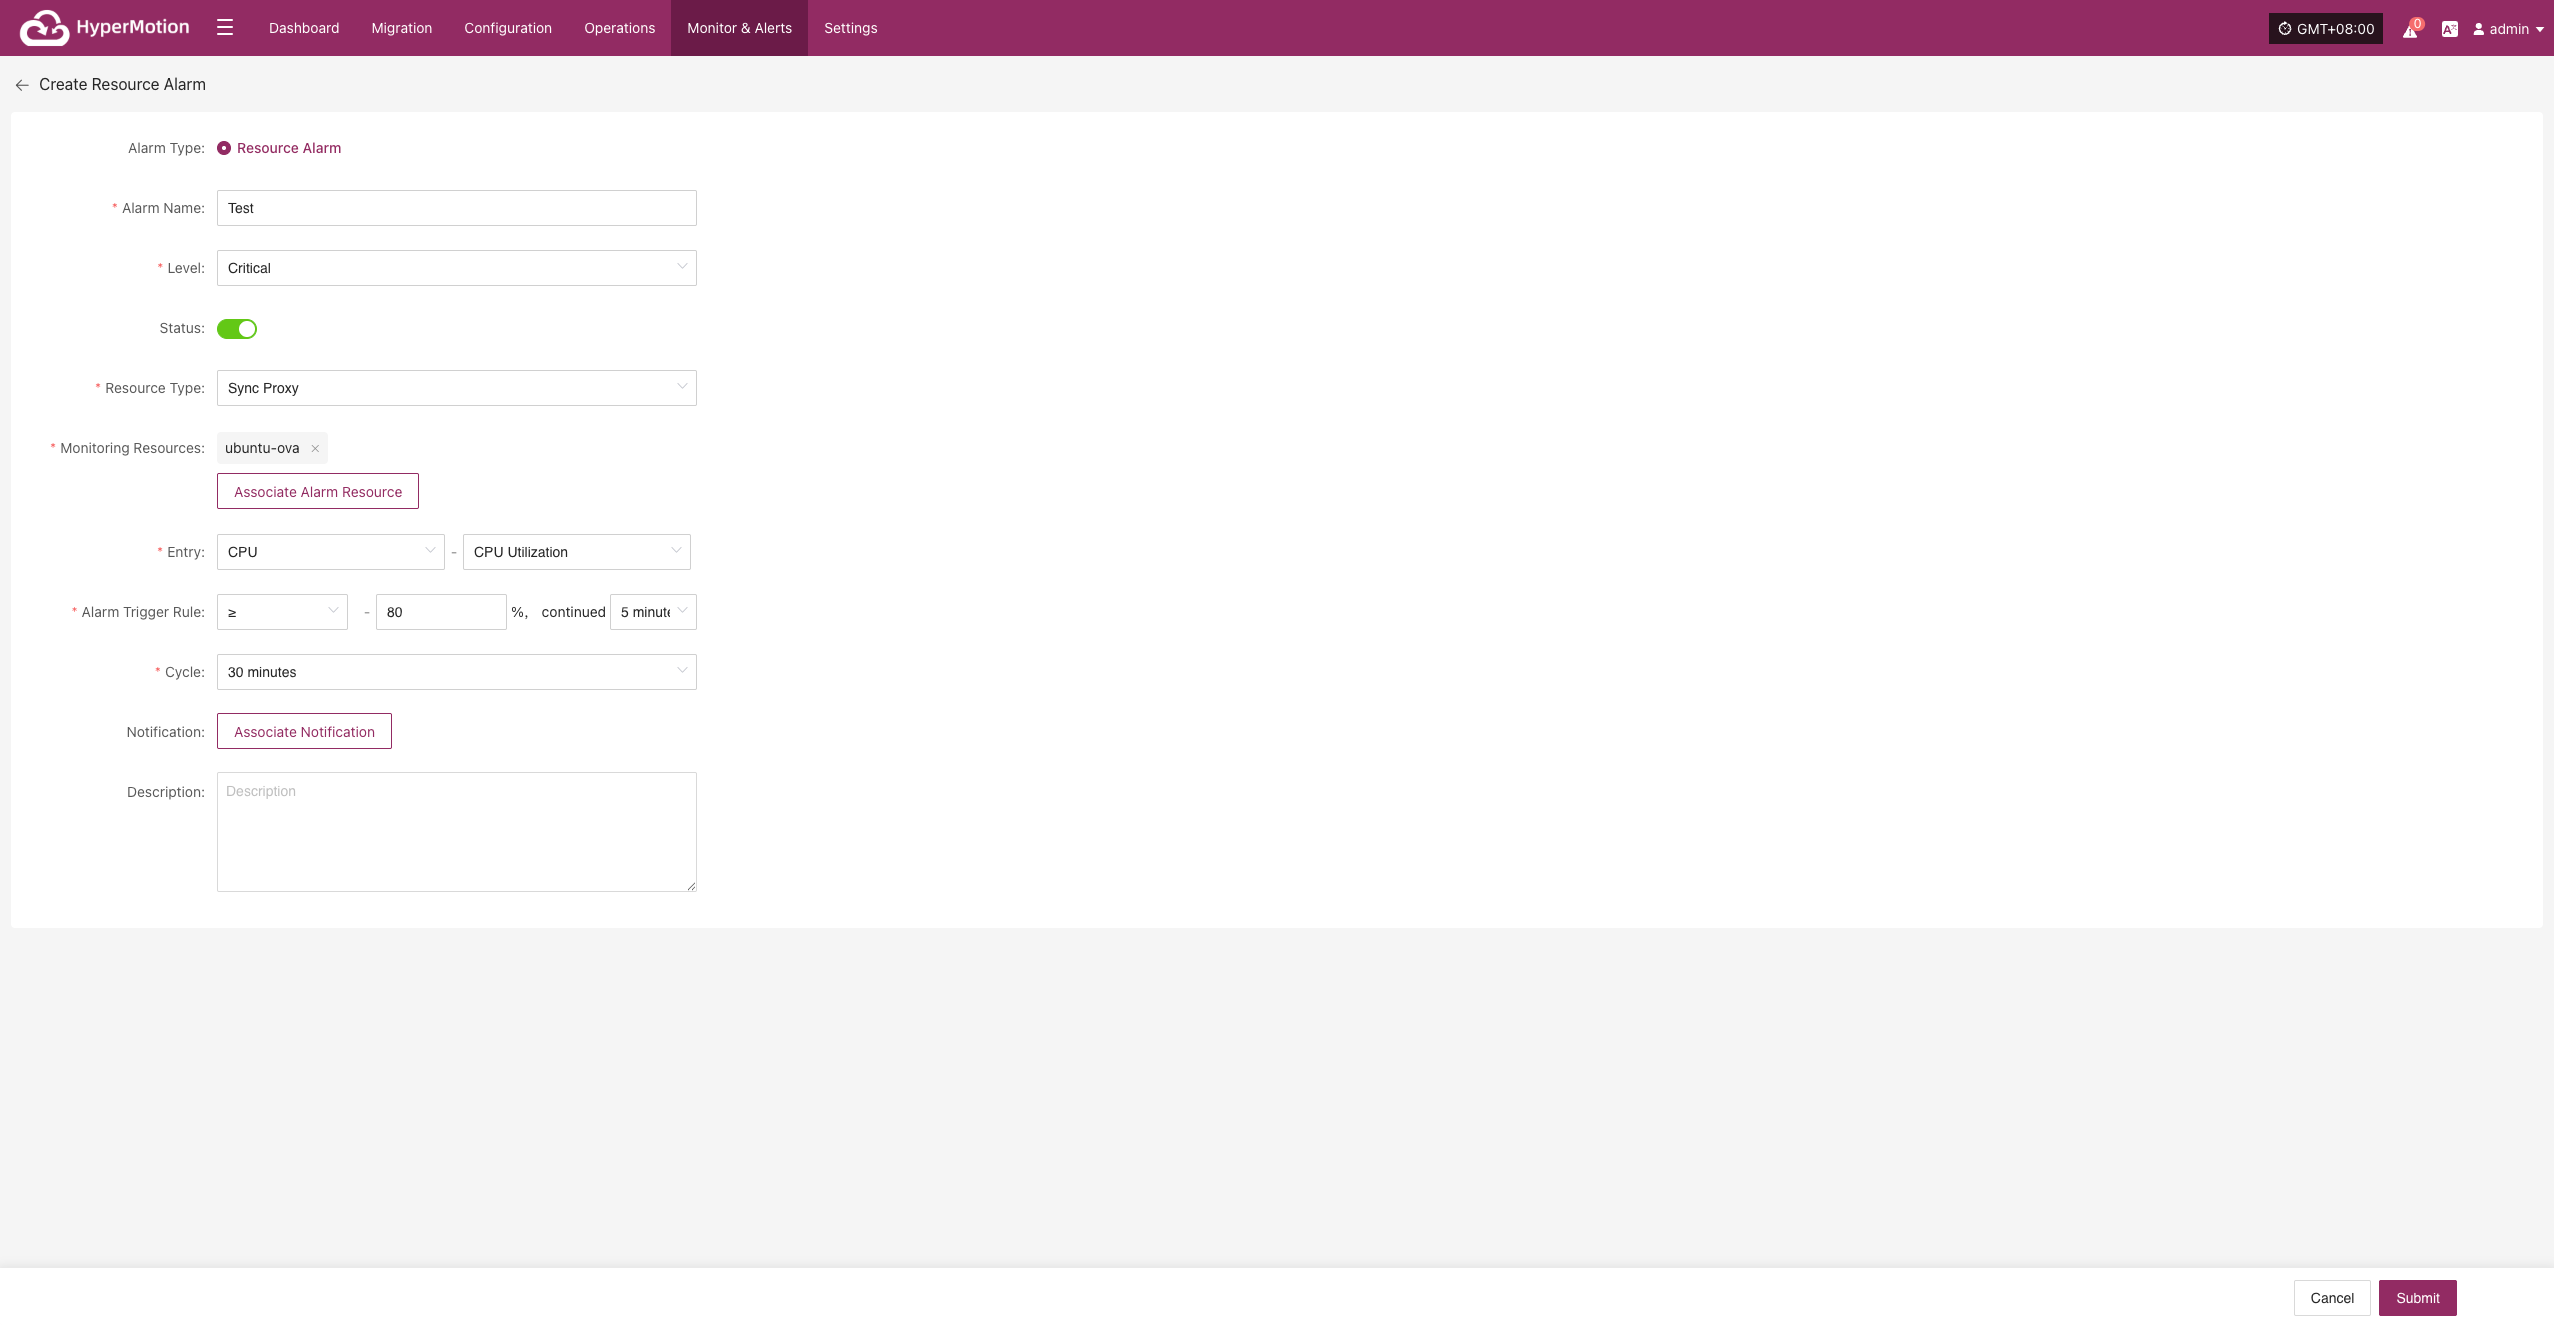 HyperMotion Dashboard Migration Configuration Operations Monitor & Alerts Settings GMT+08:00 0 admin
Create Resource Alarm
Alarm Type: Resource Alarm
* Alarm Name: Test
* Level: Critical
Status:
* Resource Type: Sync Proxy
* Monitoring Resources: ubuntu-ova
Associate Alarm Resource
* Entry: CPU - CPU Utilization
* Alarm Trigger Rule: ≥ - 80 %, continued 5 minute
* Cycle: 30 minutes
Notification: Associate Notification
Description: Description
Cancel Submit